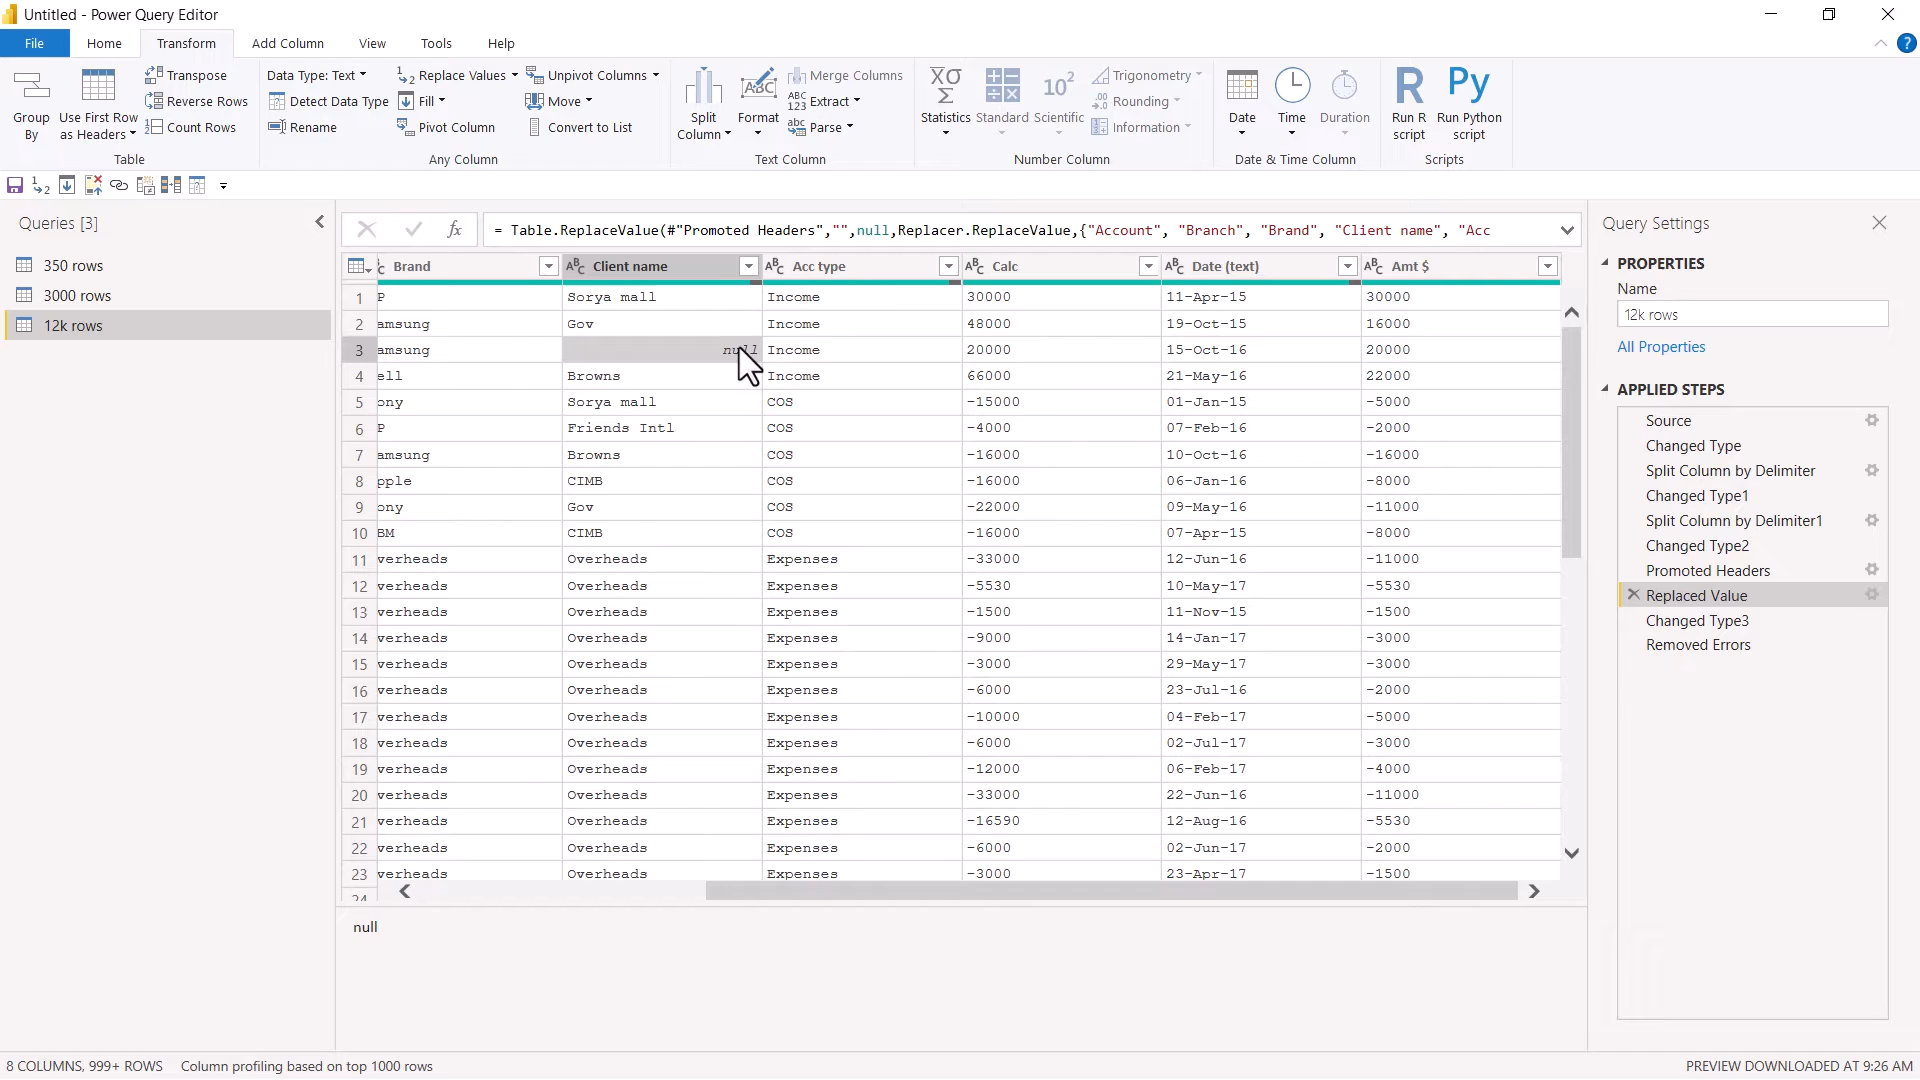 Untitled - Power Query Editor
File Home Transform Add Column View Tools Help
Transpose
Reverse Rows
Count Rows
Group By
Use First Row as Headers
Table
Data Type: Text
Detect Data Type
Rename
Replace Values
Fill
Pivot Column
Unpivot Columns
Move
Convert to List
Any Column
Split Column
Format
Merge Columns
Extract
Parse
Text Column
Statistics
Standard
Scientific
Trigonometry
Rounding
Information
Number Column
Date
Time
Duration
Date & Time Column
Run R script
Run Python script
Scripts
Queries [3]
350 rows
3000 rows
12k rows
= Table.ReplaceValue(#"Promoted Headers","",null,Replacer.ReplaceValue,{"Account", "Branch", "Brand", "Client name", "Acc
Brand Client name Acc type Calc Date (text) Amt $
1 P Sorya mall Income 30000 11-Apr-15 30000
2 amsung Gov Income 48000 19-Oct-15 16000
3 amsung null Income 20000 15-Oct-16 20000
4 ell Browns Income 66000 21-May-16 22000
5 ony Sorya mall COS -15000 01-Jan-15 -5000
6 P Friends Intl COS -4000 07-Feb-16 -2000
7 amsung Browns COS -16000 10-Oct-16 -16000
8 pple CIMB COS -16000 06-Jan-16 -8000
9 ony Gov COS -22000 09-May-16 -11000
10 BM CIMB COS -16000 07-Apr-15 -8000
11 verheads Overheads Expenses -33000 12-Jun-16 -11000
12 verheads Overheads Expenses -5530 10-May-17 -5530
13 verheads Overheads Expenses -1500 11-Nov-15 -1500
14 verheads Overheads Expenses -9000 14-Jan-17 -3000
15 verheads Overheads Expenses -3000 29-May-17 -3000
16 verheads Overheads Expenses -6000 23-Jul-16 -2000
17 verheads Overheads Expenses -10000 04-Feb-17 -5000
18 verheads Overheads Expenses -6000 02-Jul-17 -3000
19 verheads Overheads Expenses -12000 06-Feb-17 -4000
20 verheads Overheads Expenses -33000 22-Jun-16 -11000
21 verheads Overheads Expenses -16590 12-Aug-16 -5530
22 verheads Overheads Expenses -6000 02-Jun-17 -2000
23 verheads Overheads Expenses -3000 23-Apr-17 -1500
24
null
Query Settings
PROPERTIES
Name
12k rows
All Properties
APPLIED STEPS
Source
Changed Type
Split Column by Delimiter
Changed Type1
Split Column by Delimiter1
Changed Type2
Promoted Headers
Replaced Value
Changed Type3
Removed Errors
8 COLUMNS, 999+ ROWS Column profiling based on top 1000 rows
PREVIEW DOWNLOADED AT 9:26 AM